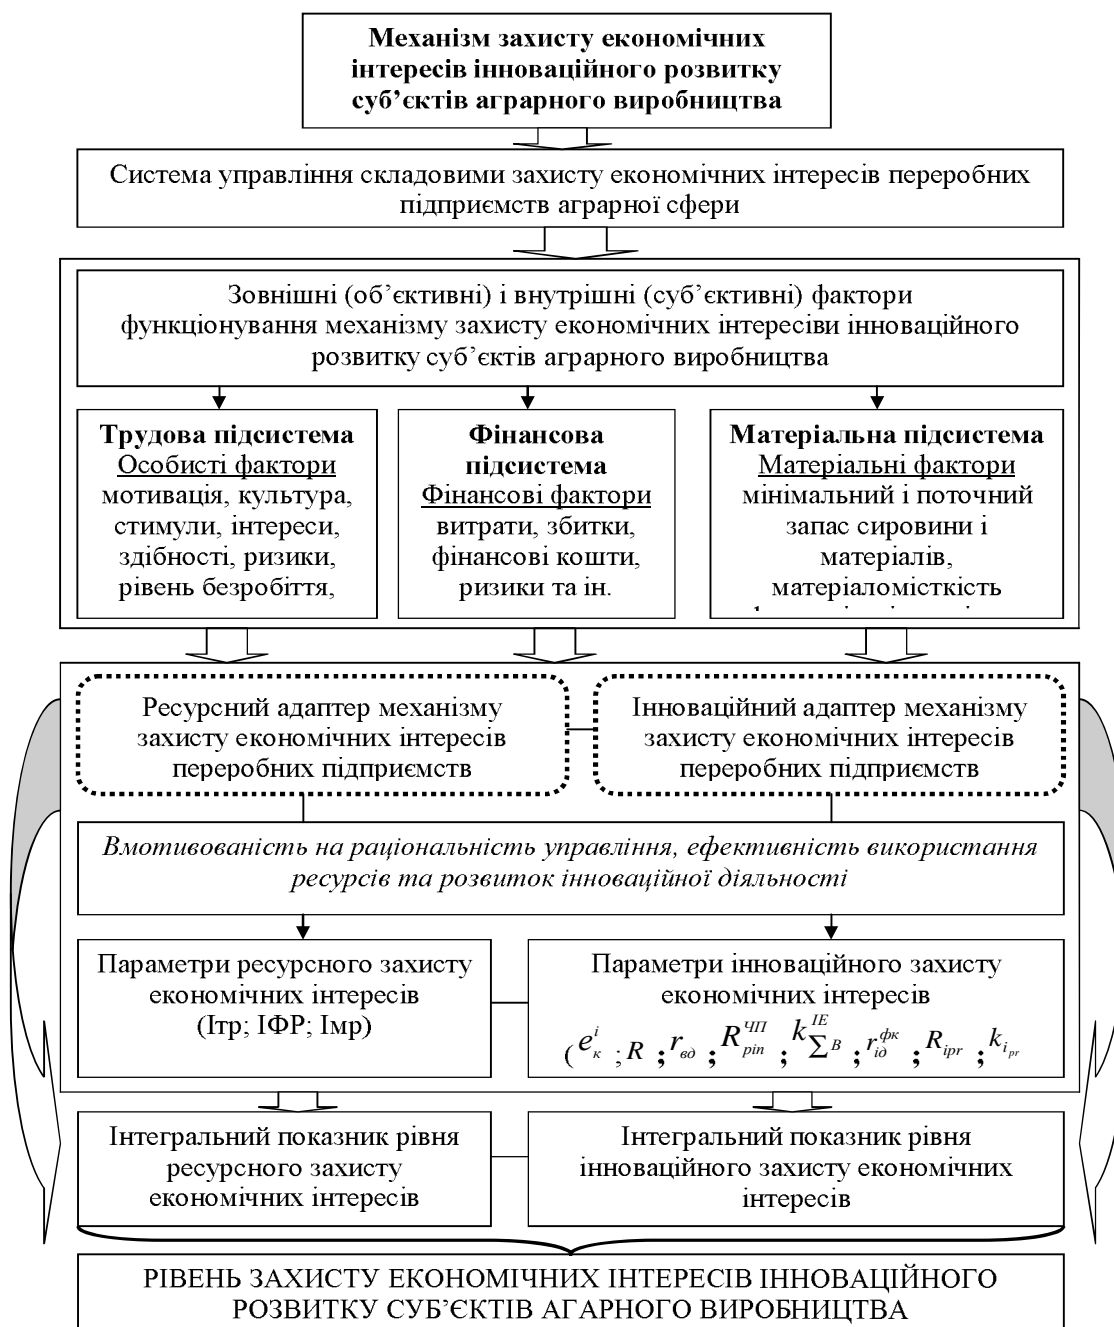 Механізм захисту економічних
інтересів інноваційного розвитку
суб’єктів аграрного виробництва
Система управління складовими захисту економічних інтересів переробних
підприємств аграрної сфери
Зовнішні (об’єктивні) і внутрішні (суб’єктивні) фактори
функціонування механізму захисту економічних інтересіви інноваційного
розвитку суб’єктів аграрного виробництва
Трудова підсистема
Особисті фактори
мотивація, культура,
стимули, інтереси,
здібності, ризики,
рівень безробіття,
Фінансова
підсистема
Фінансові фактори
витрати, збитки,
фінансові кошти,
ризики та ін.
Матеріальна підсистема
Матеріальні фактори
мінімальний і поточний
запас сировини і
матеріалів,
матеріаломісткість
Ресурсний адаптер механізму
захисту економічних інтересів
переробних підприємств
Інноваційний адаптер механізму
захисту економічних інтересів
переробних підприємств
Вмотивованість на раціональність управління, ефективність використання
ресурсів та розвиток інноваційної діяльності
Параметри ресурсного захисту
економічних інтересів
(Ітр; ІФР; Імр)
Параметри інноваційного захисту
економічних інтересів
( e_к^i ; R ; r_вд ; R_ріп^ЧП ; k_∑В^ІЕ ; r_ід^фк ; R_ipr ; k_i_pr
Інтегральний показник рівня
ресурсного захисту
економічних інтересів
Інтегральний показник рівня
інноваційного захисту економічних
інтересів
РІВЕНЬ ЗАХИСТУ ЕКОНОМІЧНИХ ІНТЕРЕСІВ ІННОВАЦІЙНОГО
РОЗВИТКУ СУБ’ЄКТІВ АГАРНОГО ВИРОБНИЦТВА